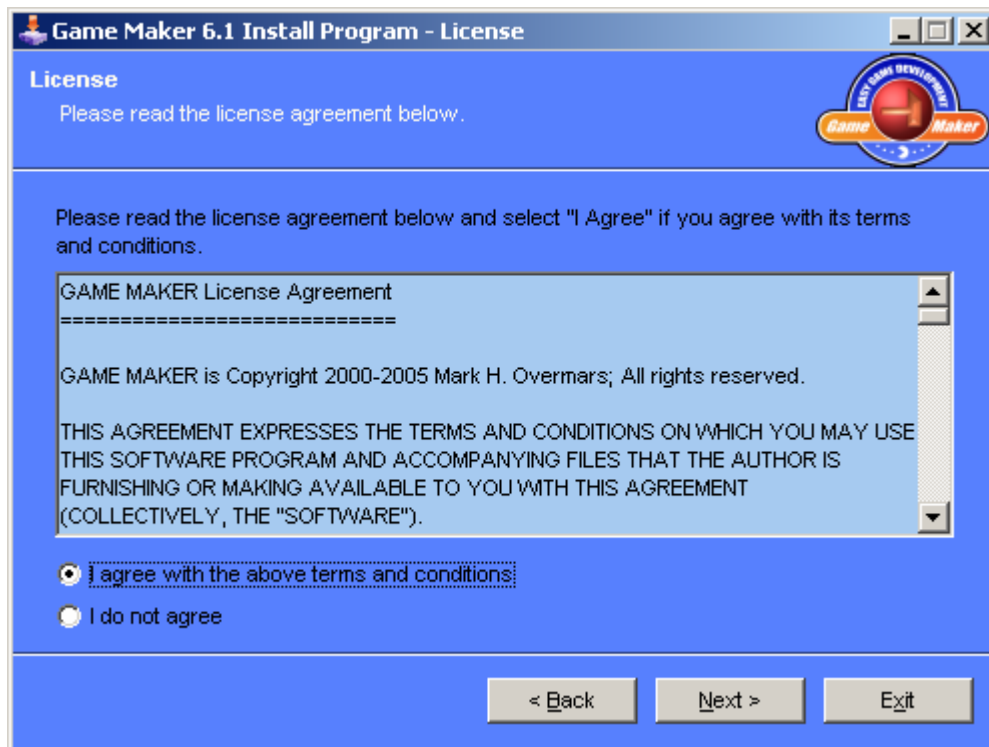 Game Maker 6.1 Install Program - License
License
Please read the license agreement below.
EASY GAME DEVELOPMENT
Game Maker
Please read the license agreement below and select "I Agree" if you agree with its terms
and conditions.
GAME MAKER License Agreement
============================
GAME MAKER is Copyright 2000-2005 Mark H. Overmars; All rights reserved.
THIS AGREEMENT EXPRESSES THE TERMS AND CONDITIONS ON WHICH YOU MAY USE
THIS SOFTWARE PROGRAM AND ACCOMPANYING FILES THAT THE AUTHOR IS
FURNISHING OR MAKING AVAILABLE TO YOU WITH THIS AGREEMENT
(COLLECTIVELY, THE "SOFTWARE").
I agree with the above terms and conditions
I do not agree
< Back Next > Exit